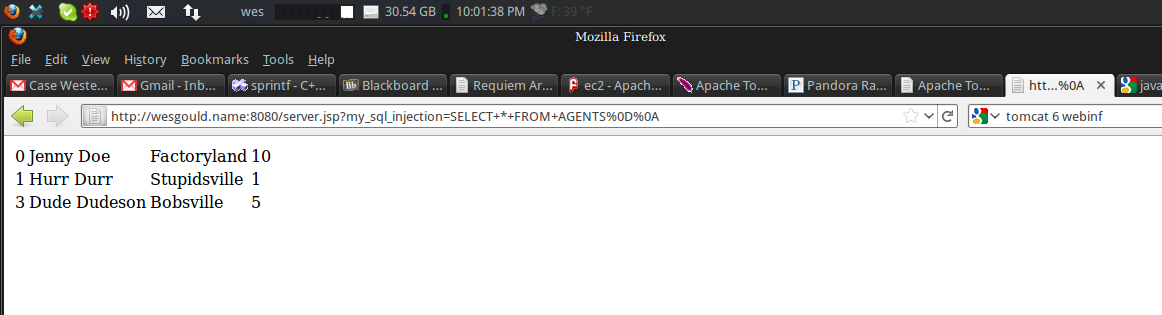 wes 30.54 GB 10:01:38 PM F: 39 °F
Mozilla Firefox
File Edit View History Bookmarks Tools Help
Case Weste... Gmail - Inb... sprintf - C+... Bb Blackboard ... Requiem Ar... ec2 - Apach... Apache To... P Pandora Ra... Apache To... htt...%0A java
http://wesgould.name:8080/server.jsp?my_sql_injection=SELECT+*+FROM+AGENTS%0D%0A tomcat 6 webinf
0 Jenny Doe Factoryland 10
1 Hurr Durr Stupidsville 1
3 Dude Dudeson Bobsville 5